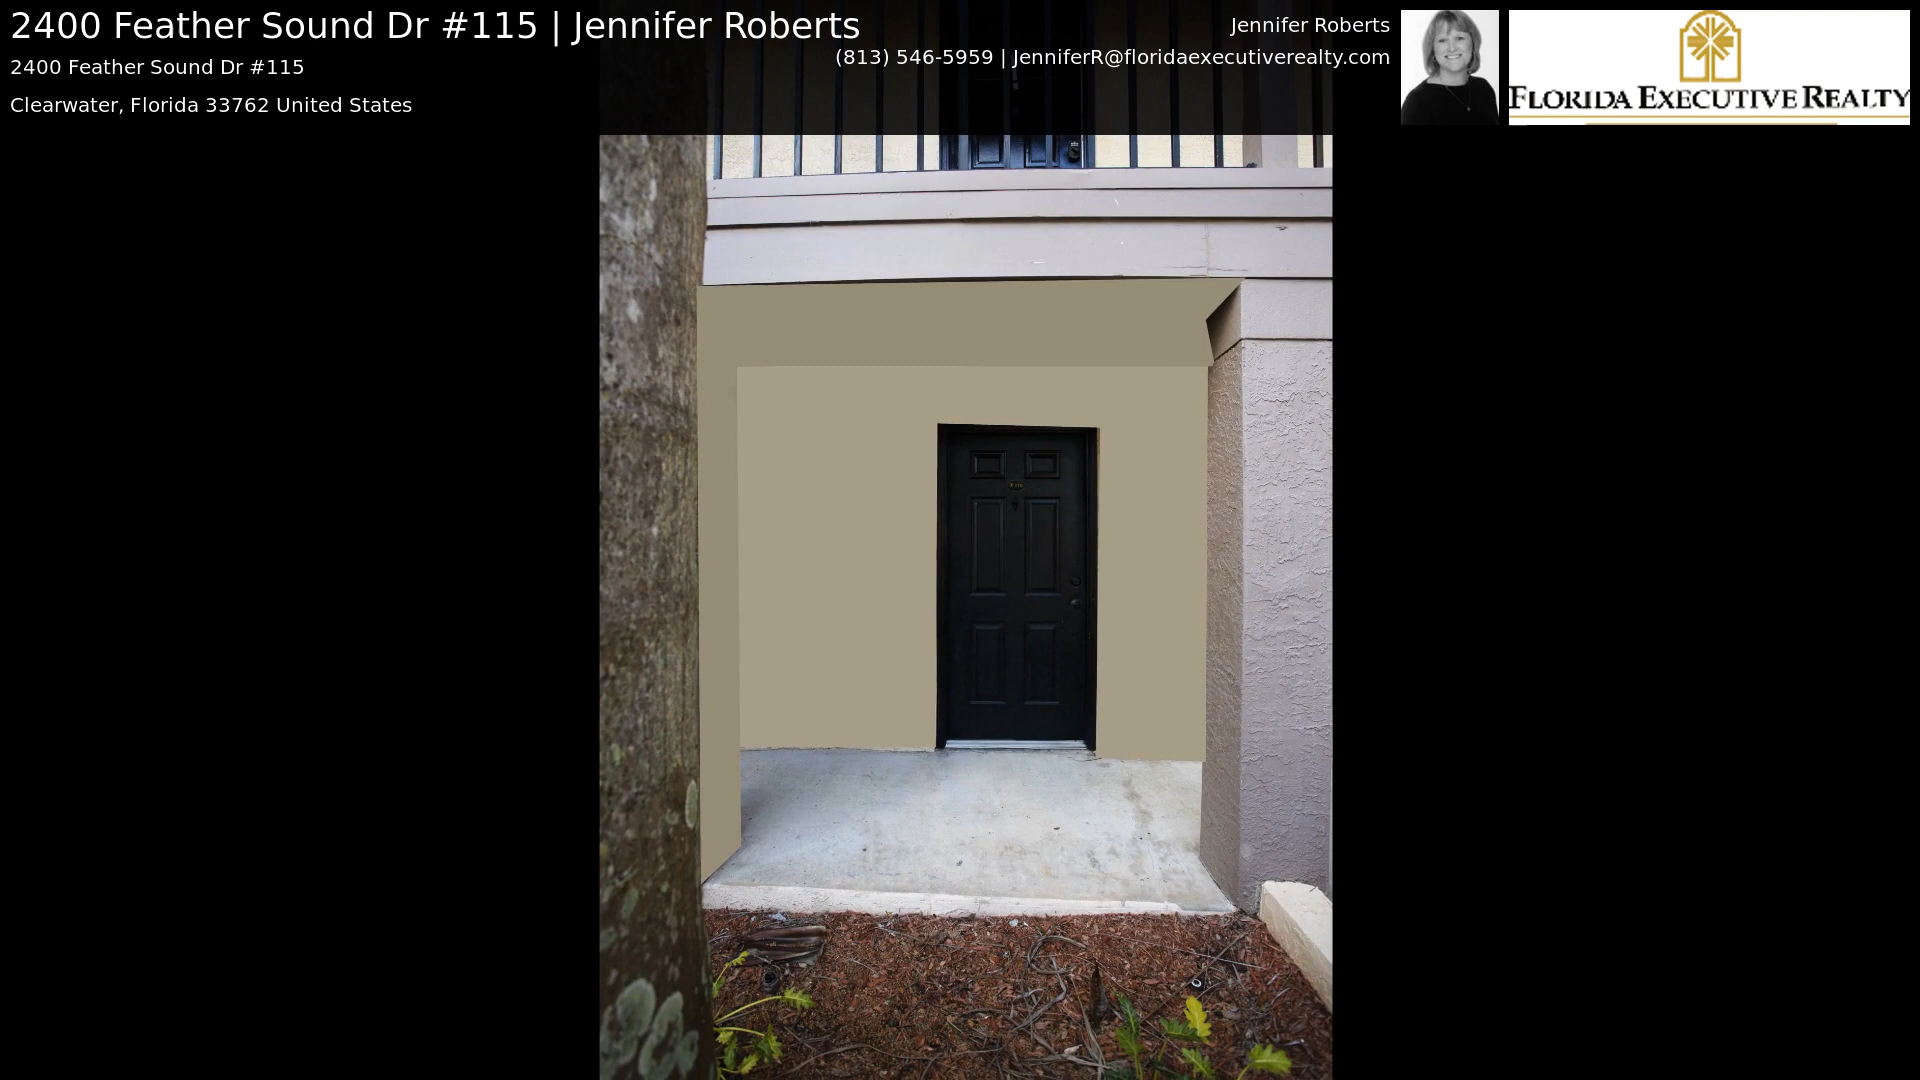 2400 Feather Sound Dr #115 | Jennifer Roberts
2400 Feather Sound Dr #115
Clearwater, Florida 33762 United States
Jennifer Roberts
(813) 546-5959 | JenniferR@floridaexecutiverealty.com
FLORIDA EXECUTIVE REALTY